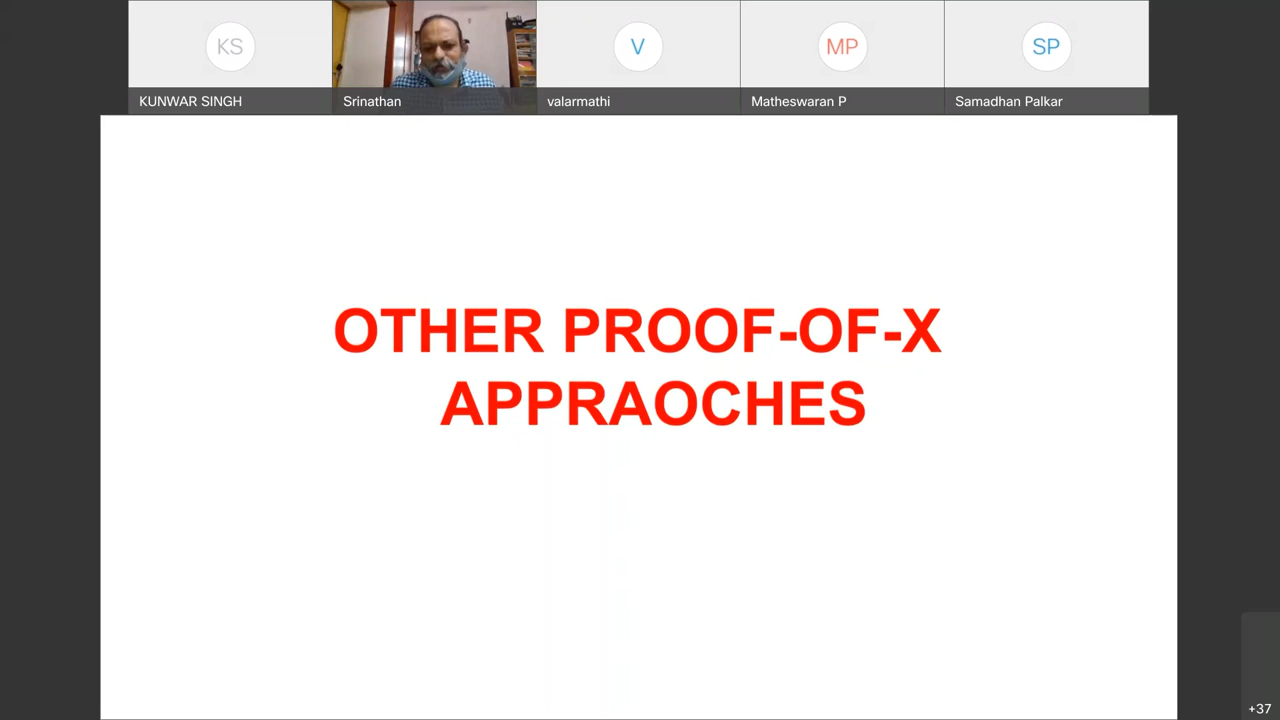 KS
V
MP
SP
KUNWAR SINGH
Srinathan
valarmathi
Matheswaran P
Samadhan Palkar
OTHER PROOF-OF-X
APPRAOCHES
+37